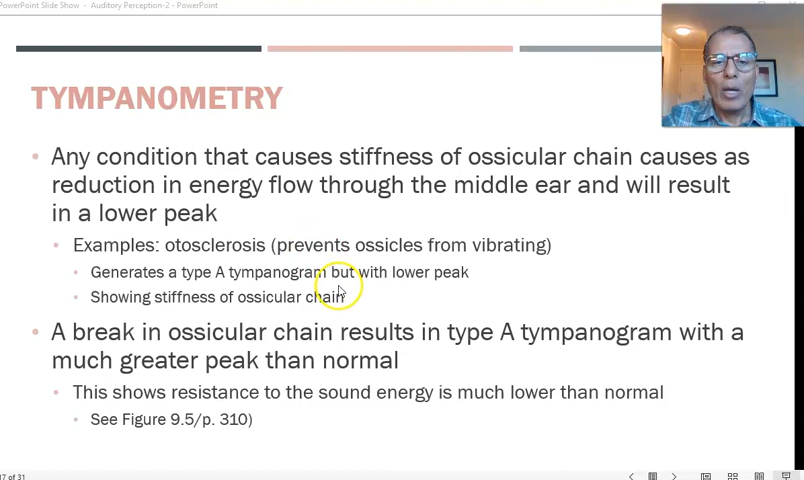 PowerPoint Slide Show - Auditory Perception-2 - PowerPoint
TYMPANOMETRY
• Any condition that causes stiffness of ossicular chain causes as
reduction in energy flow through the middle ear and will result
in a lower peak
• Examples: otosclerosis (prevents ossicles from vibrating)
• Generates a type A tympanogram but with lower peak
• Showing stiffness of ossicular chain
• A break in ossicular chain results in type A tympanogram with a
much greater peak than normal
• This shows resistance to the sound energy is much lower than normal
• See Figure 9.5/p. 310)
17 of 31